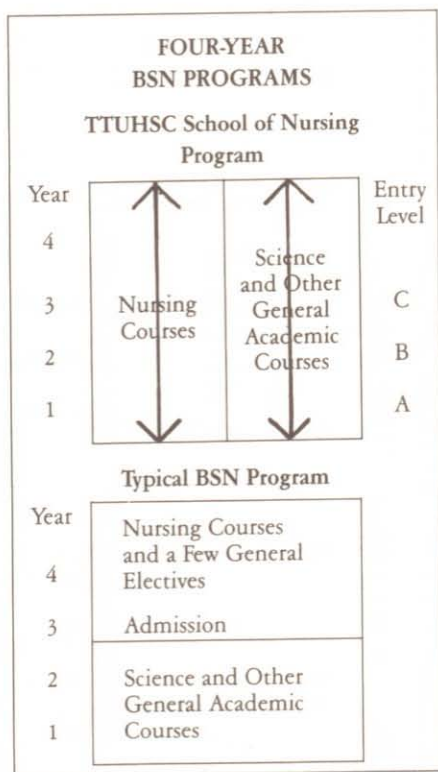 FOUR-YEAR
BSN PROGRAMS
TTUHSC School of Nursing
Program
Year
4
3
2
1
Nursing
Courses
Science
and Other
General
Academic
Courses
Entry
Level
C
B
A
Typical BSN Program
Year
4
3
2
1
Nursing Courses
and a Few General
Electives
Admission
Science and Other
General Academic
Courses